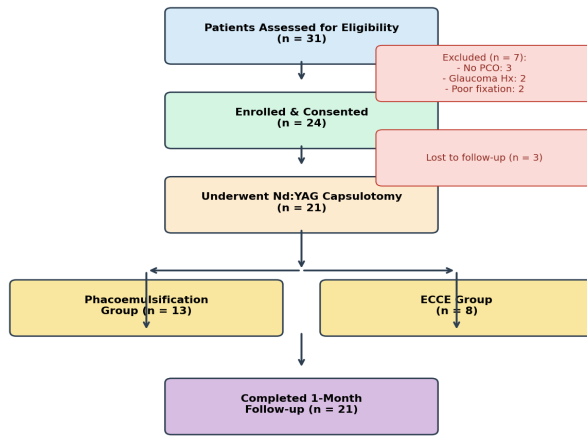 Patients Assessed for Eligibility
(n = 31)
Excluded (n = 7):
- No PCO: 3
- Glaucoma Hx: 2
- Poor fixation: 2
Enrolled & Consented
(n = 24)
Lost to follow-up (n = 3)
Underwent Nd:YAG Capsulotomy
(n = 21)
Phacoemulsification
Group (n = 13)
ECCE Group
(n = 8)
Completed 1-Month
Follow-up (n = 21)